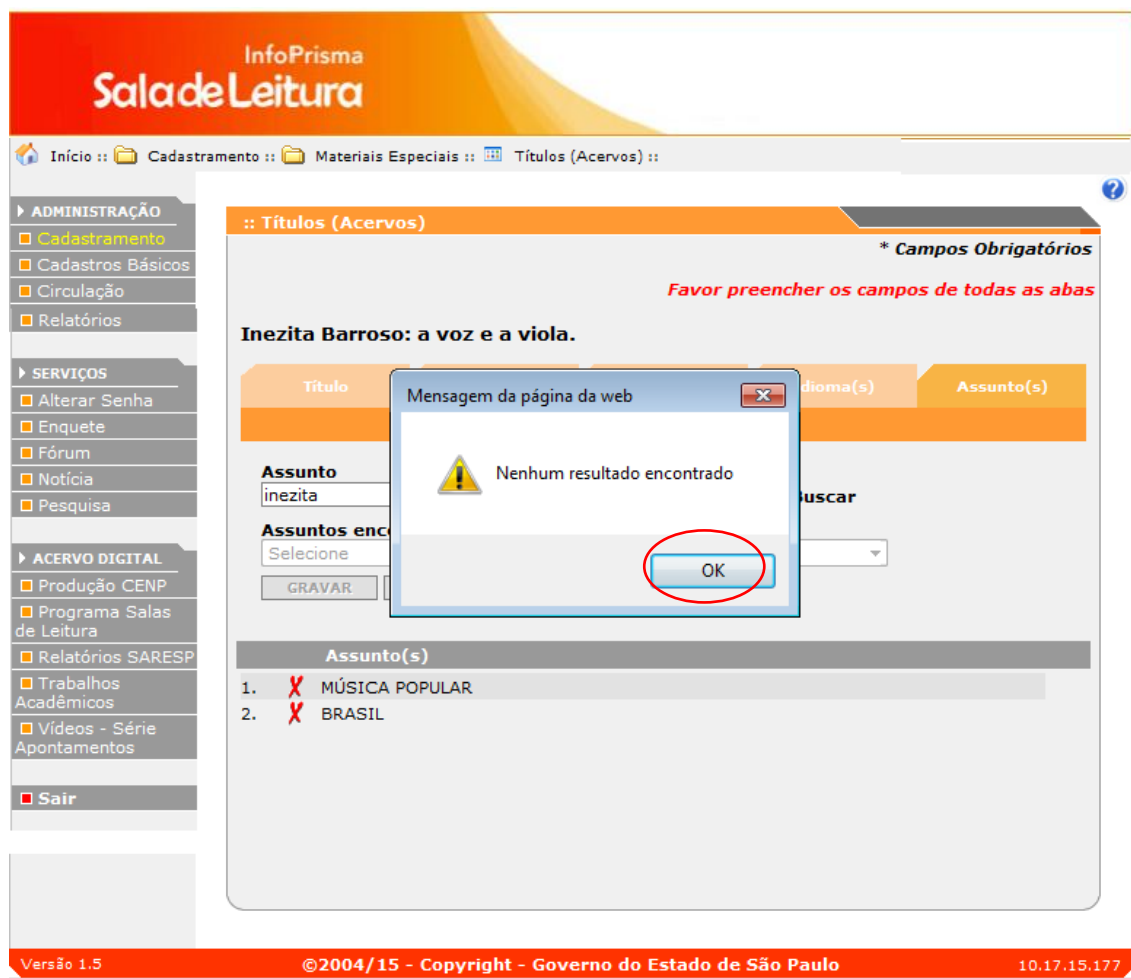 InfoPrisma
Sala de Leitura
Início :: Cadastramento :: Materiais Especiais :: Títulos (Acervos) ::
ADMINISTRAÇÃO
Cadastramento
Cadastros Básicos
Circulação
Relatórios
SERVIÇOS
Alterar Senha
Enquete
Fórum
Notícia
Pesquisa
ACERVO DIGITAL
Produção CENP
Programa Salas
de Leitura
Relatórios SARESP
Trabalhos
Acadêmicos
Vídeos - Série
Apontamentos
Sair
:: Títulos (Acervos)
* Campos Obrigatórios
Favor preencher os campos de todas as abas
Inezita Barroso: a voz e a viola.
Título
Assunto(s)
Mensagem da página da web
Nenhum resultado encontrado
OK
Assunto
inezita
Assuntos
Selecione
GRAVAR
Assunto(s)
1. MÚSICA POPULAR
2. BRASIL
Versão 1.5
©2004/15 - Copyright - Governo do Estado de São Paulo
10.17.15.177